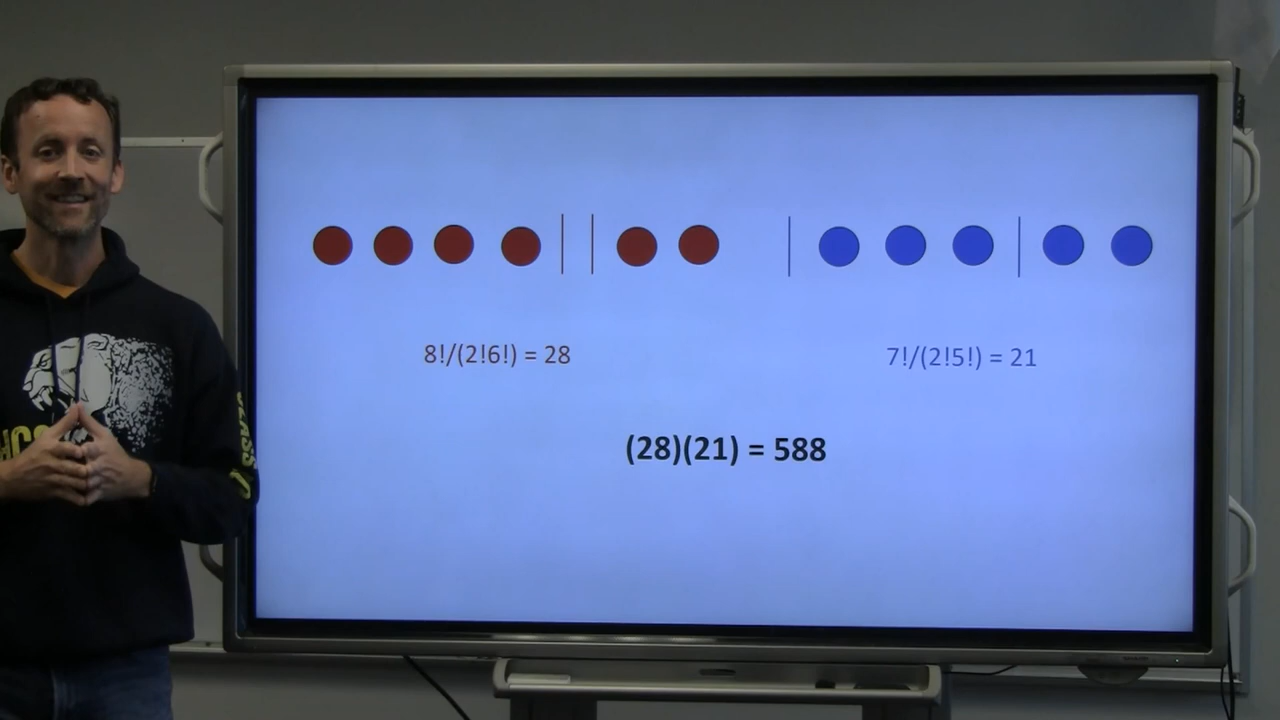 8!/(2!6!) = 28
7!/(2!5!) = 21
(28)(21) = 588